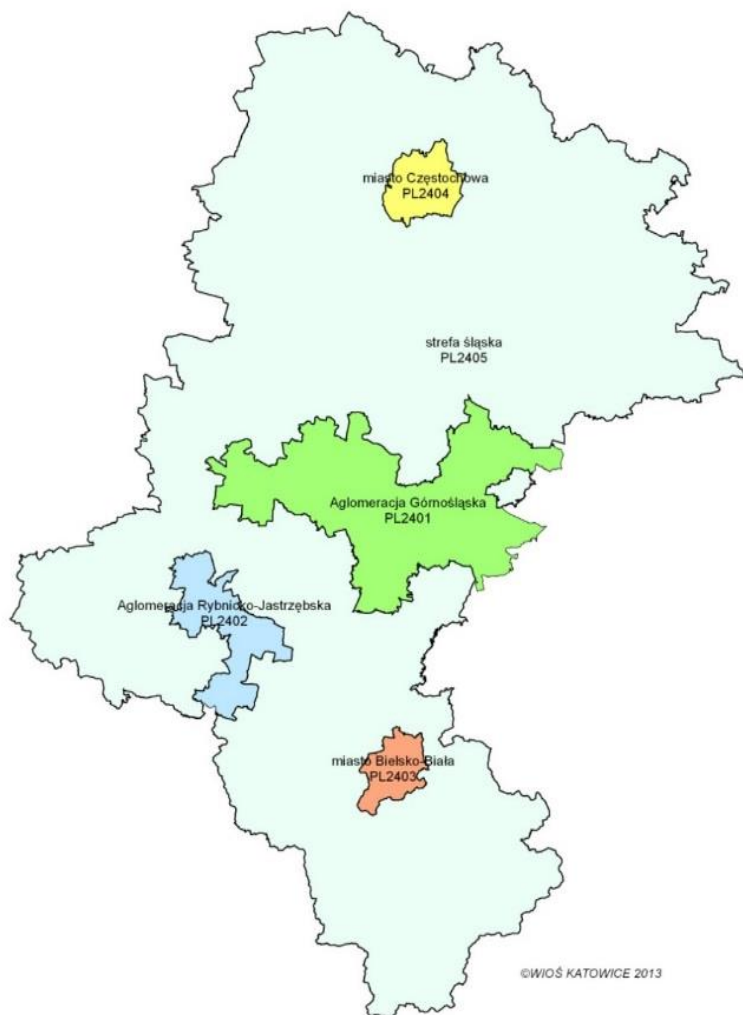 miasto Częstochowa
PL2404
strefa śląska
PL2405
Aglomeracja Górnośląska
PL2401
Aglomeracja Rybnicko-Jastrzębska
PL2402
miasto Bielsko-Biała
PL2403
©WIOŚ KATOWICE 2013